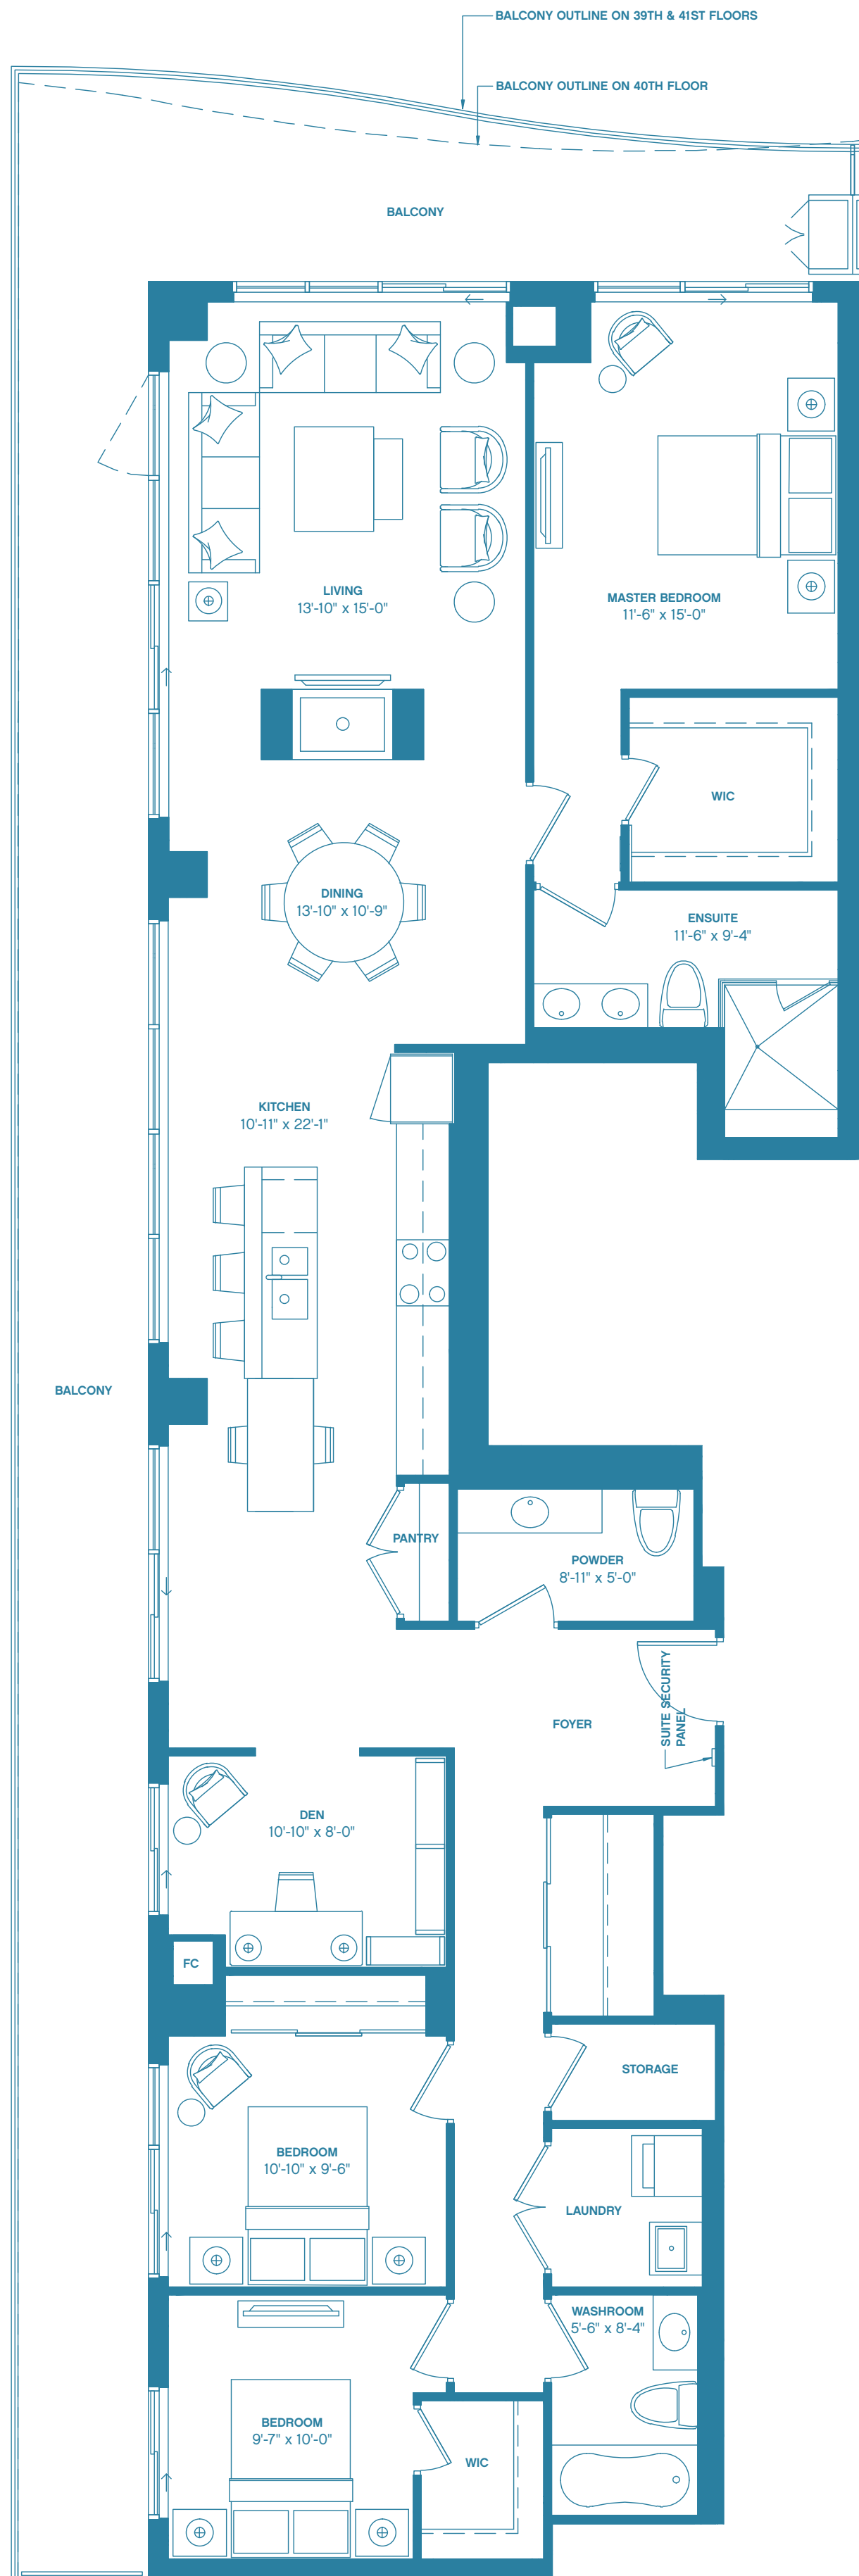 BALCONY OUTLINE ON 39TH & 41ST FLOORS
BALCONY OUTLINE ON 40TH FLOOR
BALCONY
LIVING
13'-10" x 15'-0"
MASTER BEDROOM
11'-6" x 15'-0"
WIC
DINING
13'-10" x 10'-9"
ENSUITE
11'-6" x 9'-4"
KITCHEN
10'-11" x 22'-1"
BALCONY
PANTRY
POWDER
8'-11" x 5'-0"
FOYER
SUITE SECURITY
PANEL
DEN
10'-10" x 8'-0"
FC
STORAGE
BEDROOM
10'-10" x 9'-6"
LAUNDRY
WASHROOM
5'-6" x 8'-4"
BEDROOM
9'-7" x 10'-0"
WIC